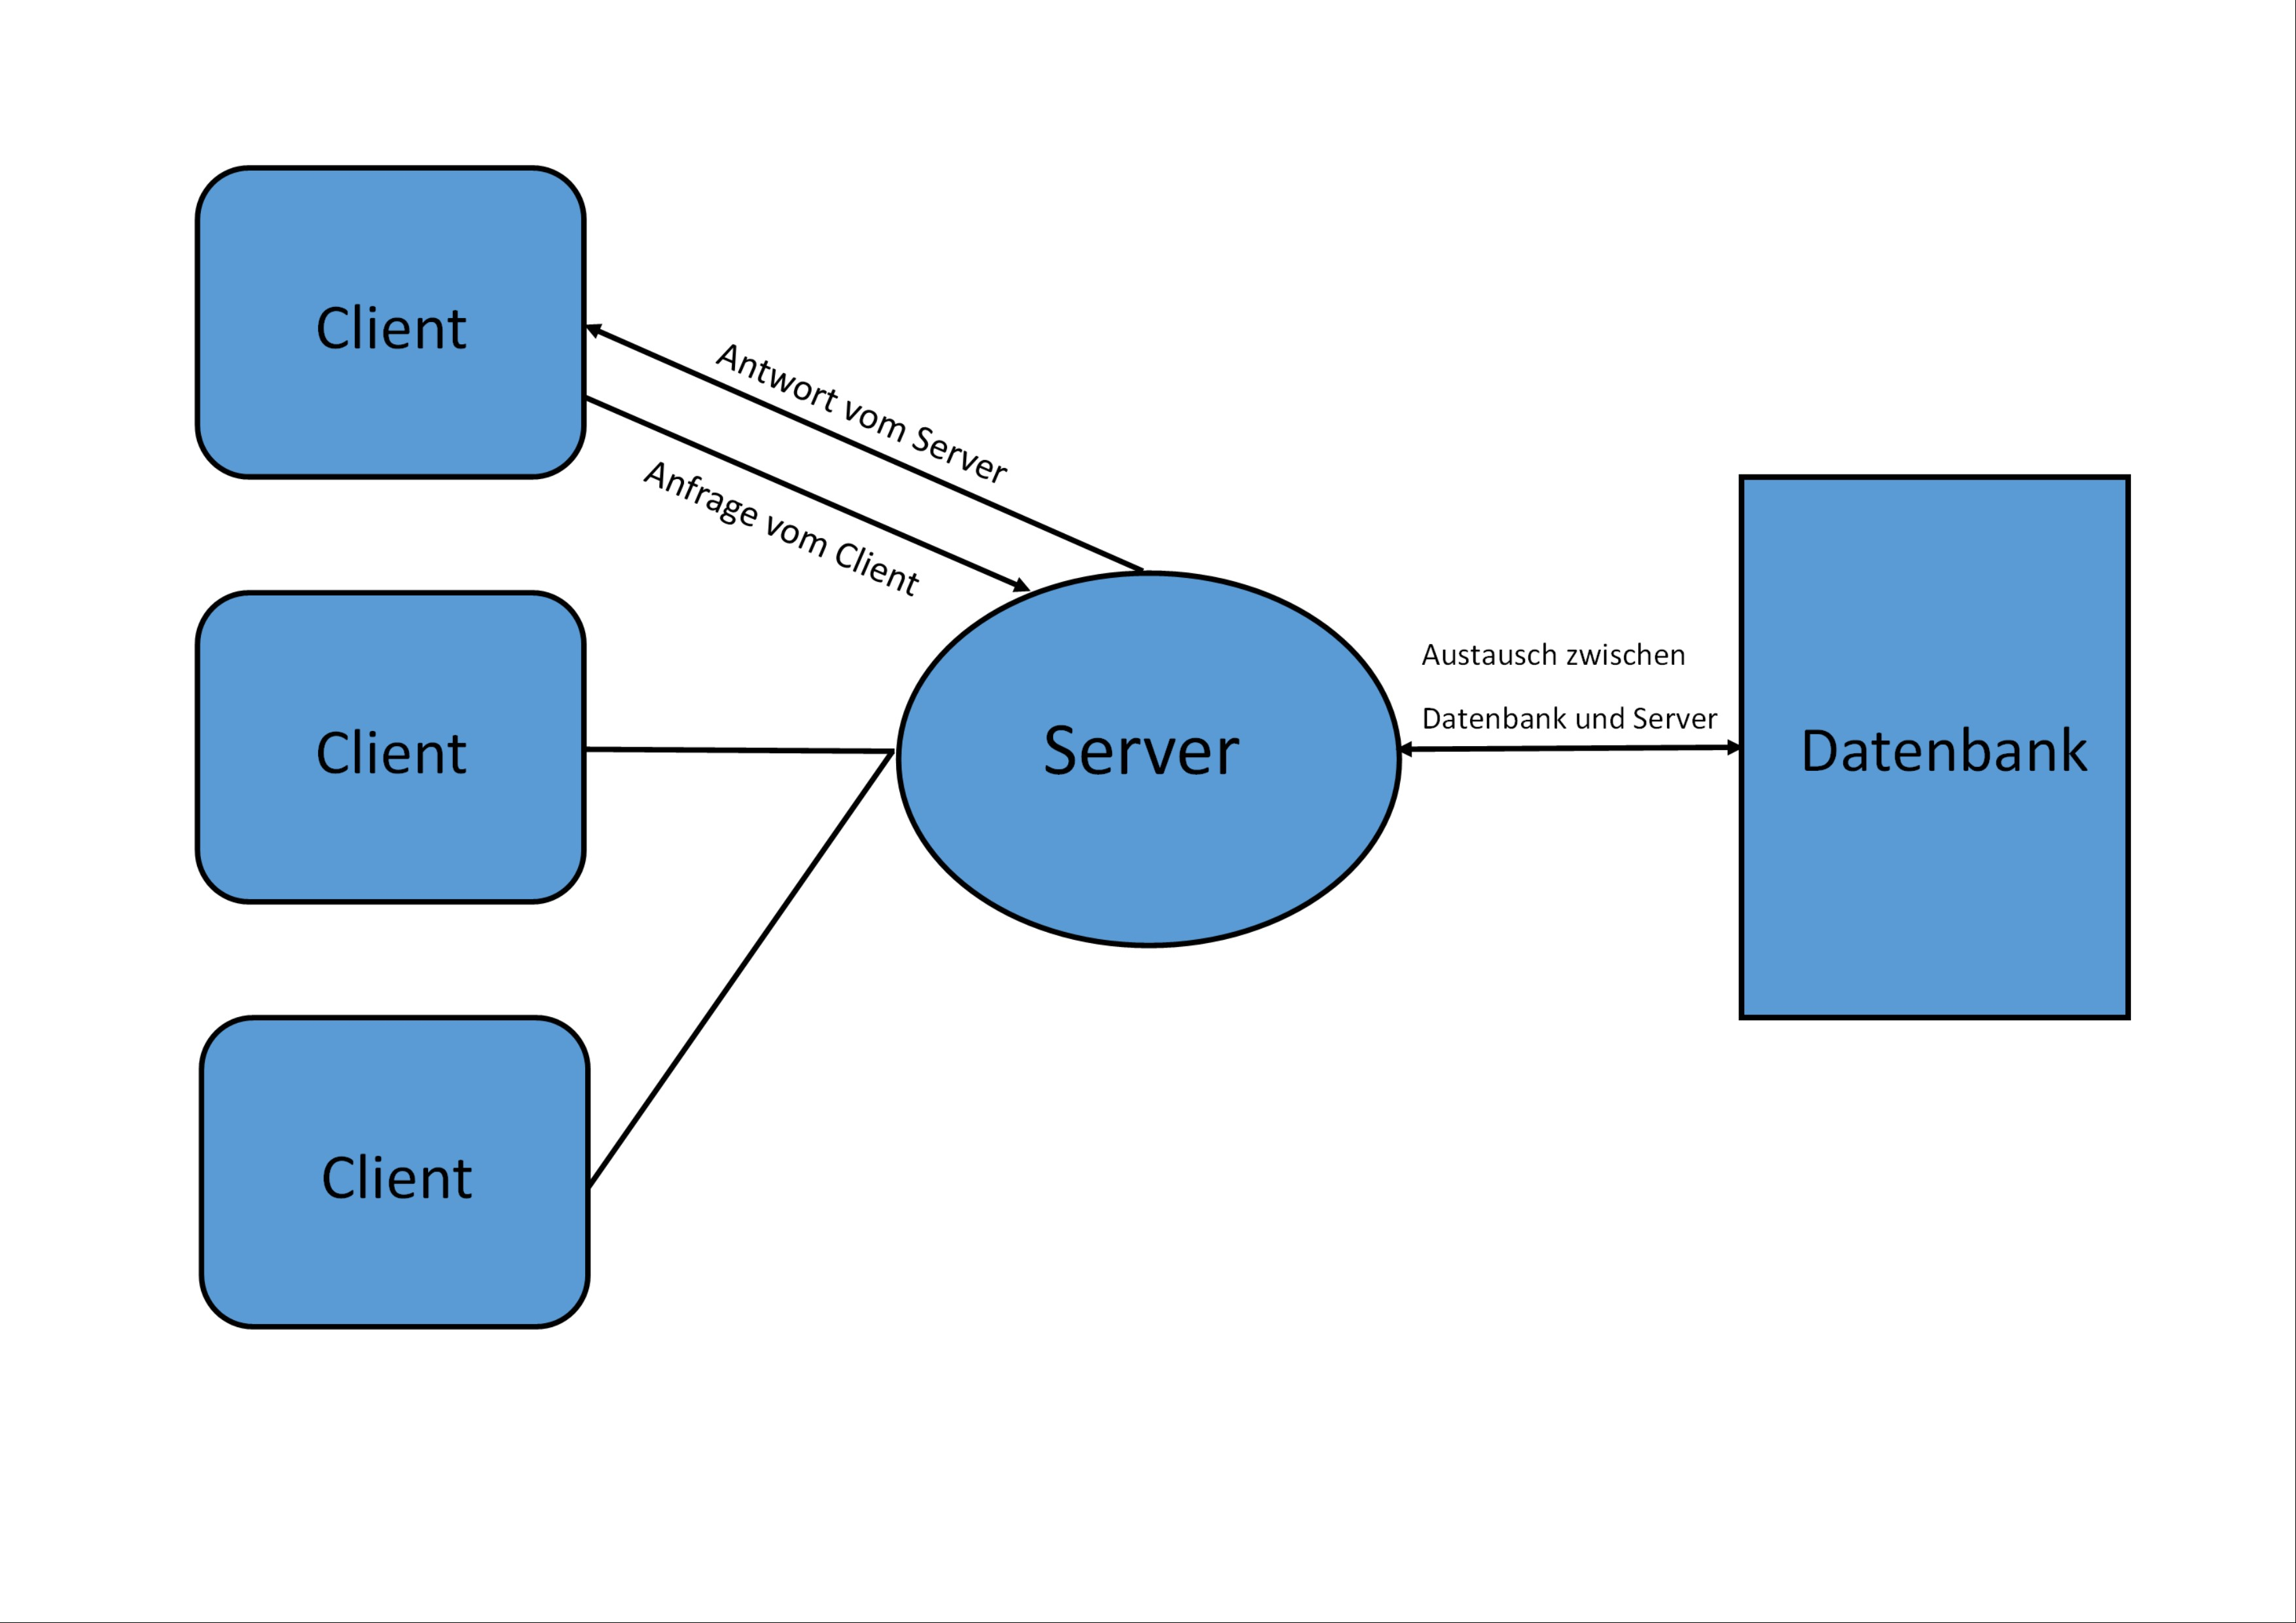 Client
Antwort vom Server
Anfrage vom Client
Client
Server
Austausch zwischen
Datenbank und Server
Datenbank
Client